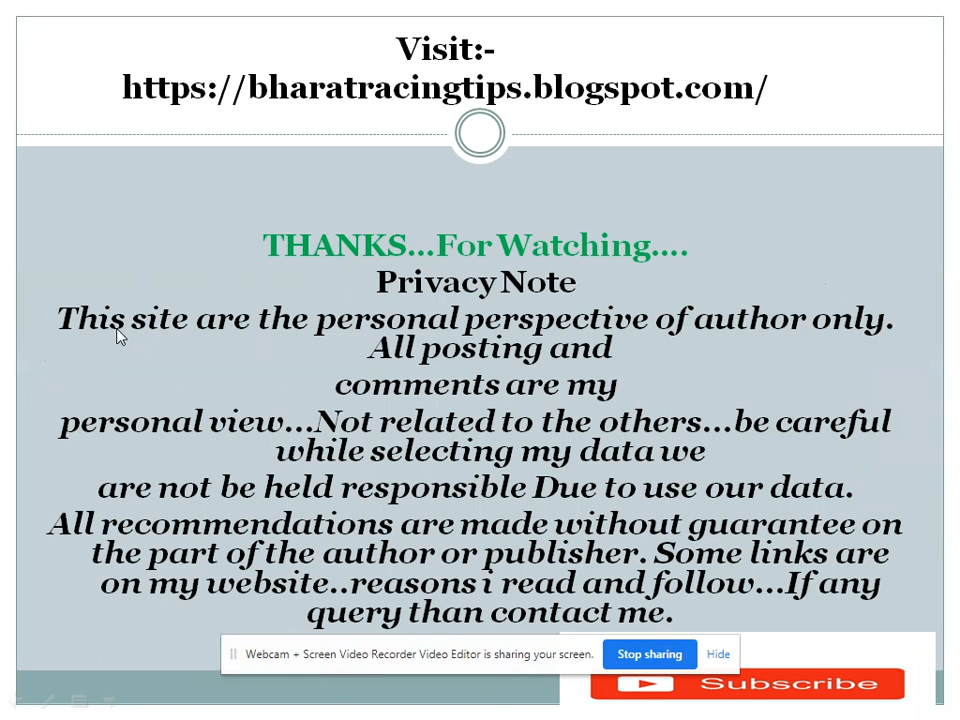 Visit:-
https://bharatracingtips.blogspot.com/
THANKS...For Watching....
Privacy Note
This site are the personal perspective of author only.
All posting and
comments are my
personal view...Not related to the others...be careful
while selecting my data we
are not be held responsible Due to use our data.
All recommendations are made without guarantee on
the part of the author or publisher. Some links are
on my website..reasons i read and follow...If any
query than contact me.
Webcam + Screen Video Recorder Video Editor is sharing your screen. Stop sharing Hide
Subscribe